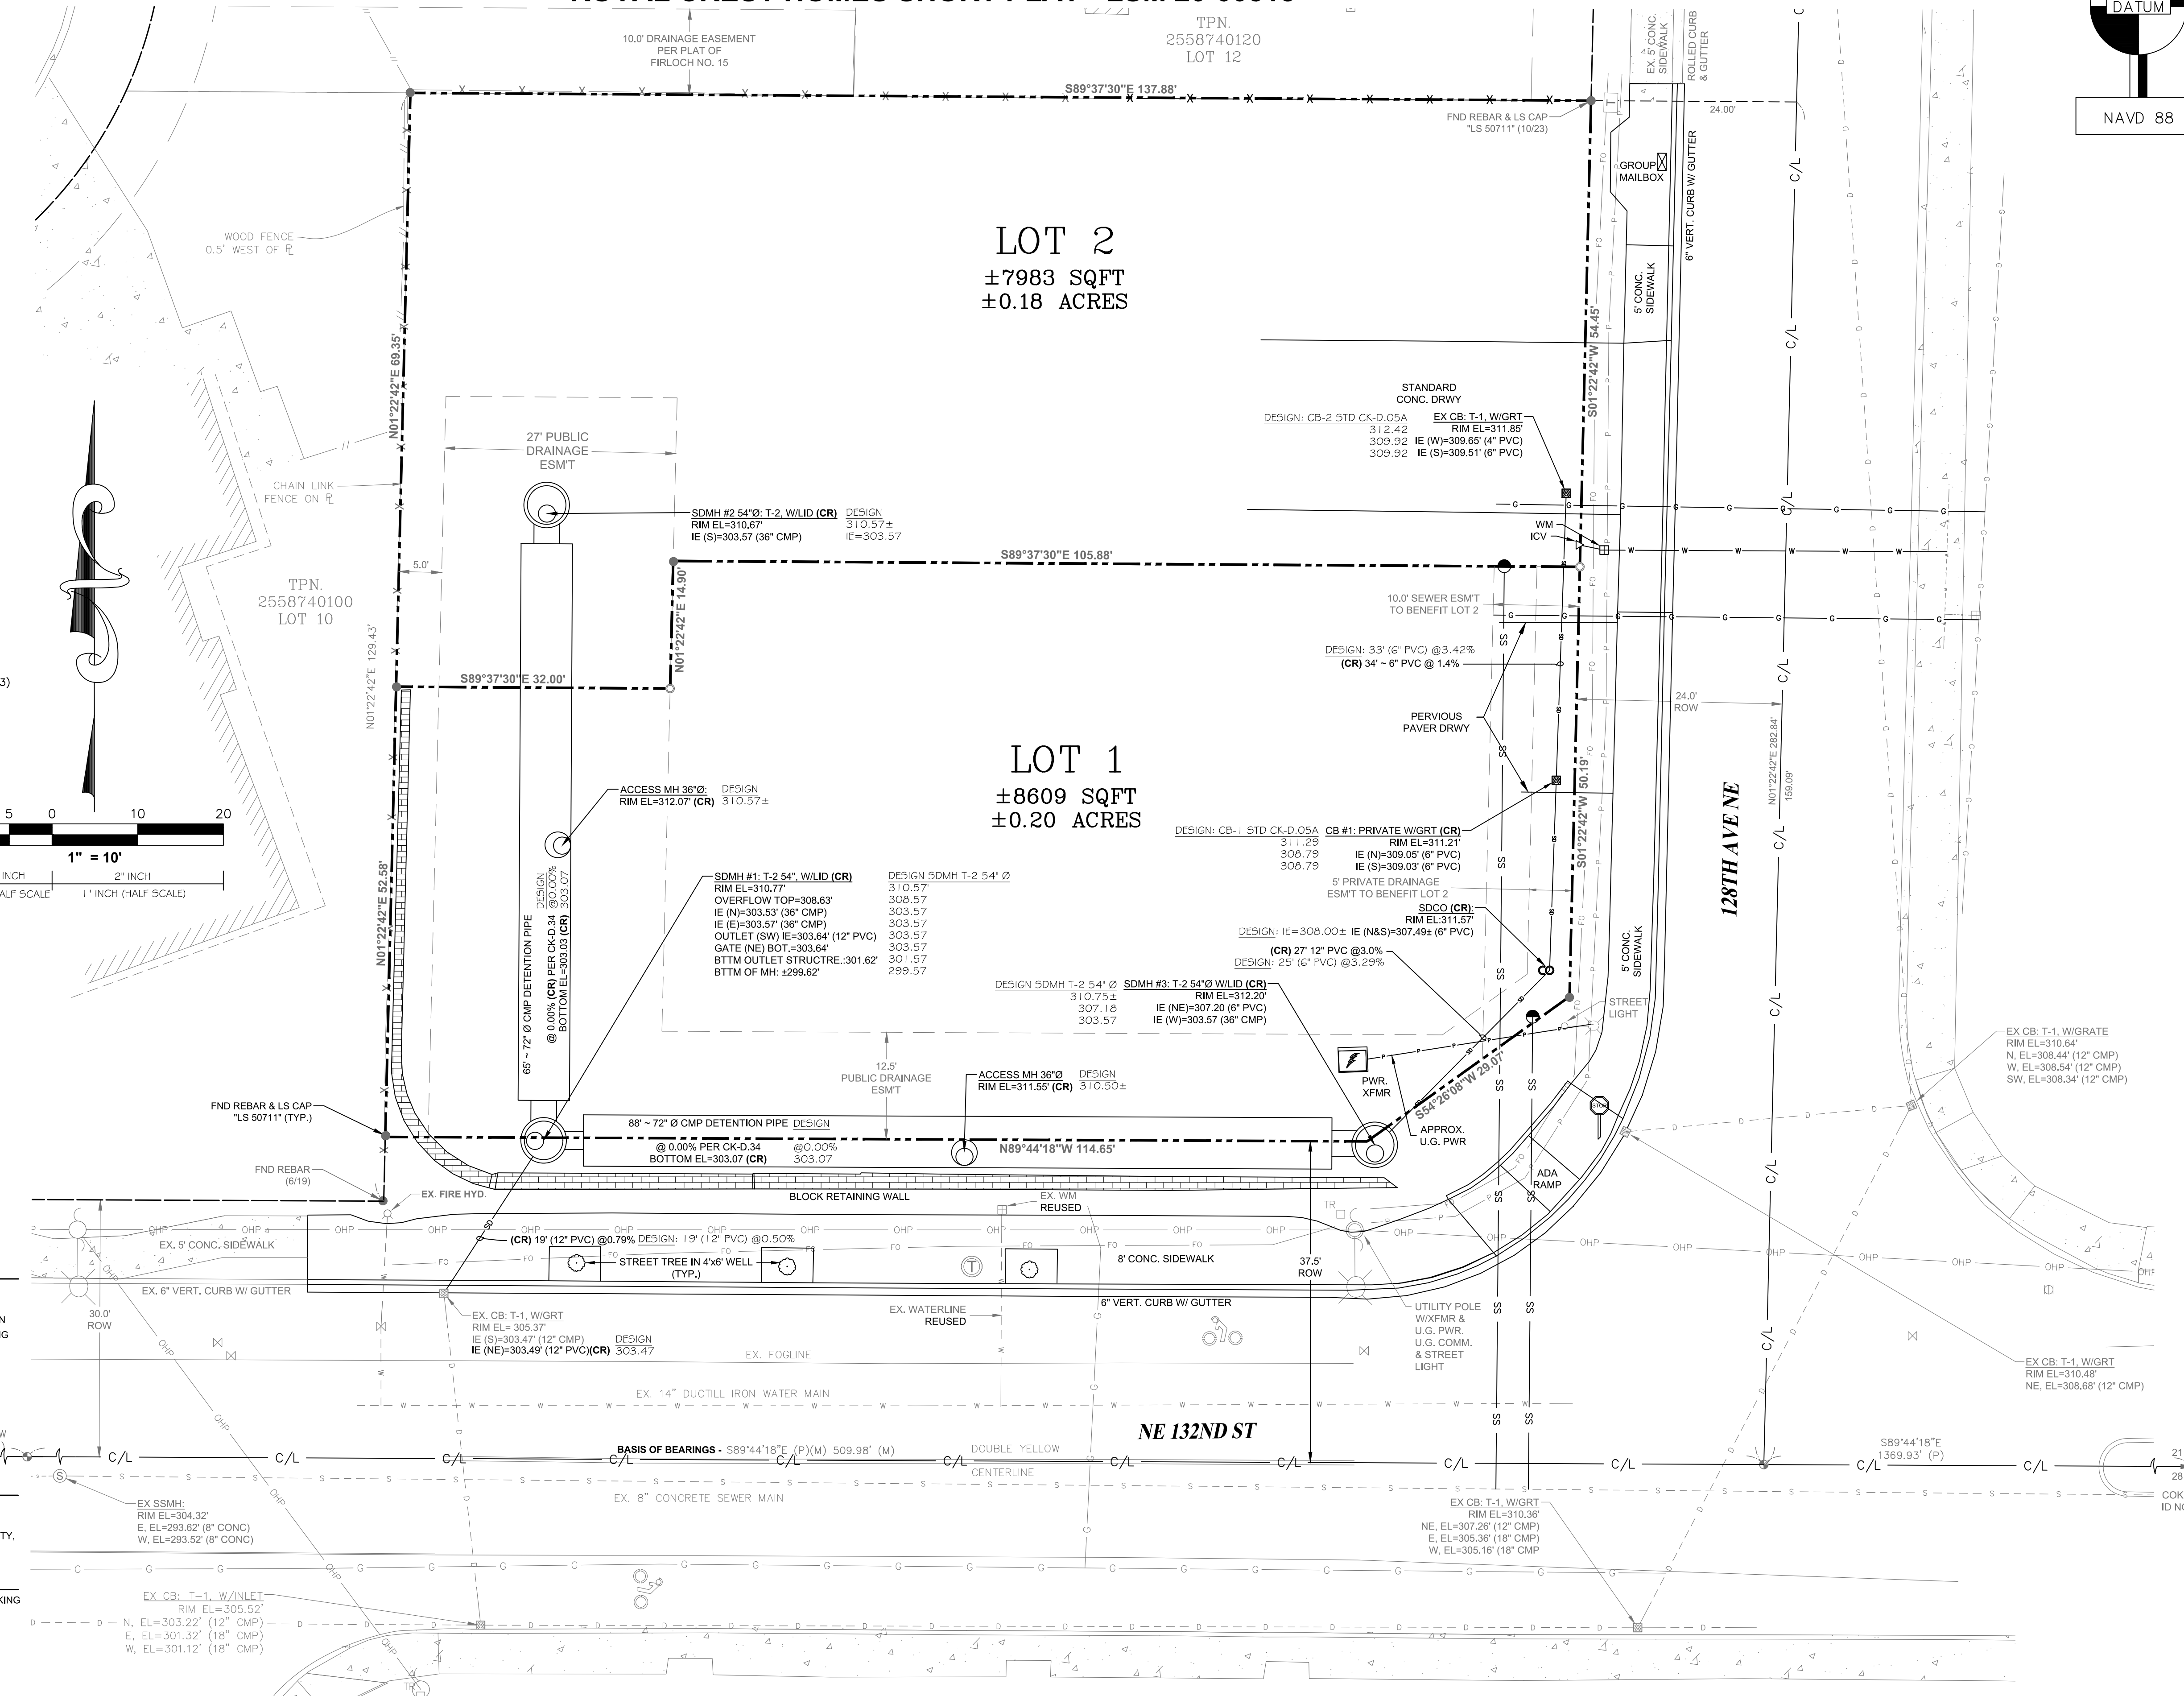 DATUM
NAVD 88
10.0' DRAINAGE EASEMENT
PER PLAT OF
FIRLOCH NO. 15
TPN.
2558740120
LOT 12
EX. 5' CONC.
SIDEWALK
ROLLED CURB
& GUTTER
S89°37'30"E 137.88'
FND REBAR & LS CAP
"LS 50711" (10/23)
24.00'
GROUP
MAILBOX
6" VERT. CURB W/ GUTTER
WOOD FENCE
0.5' WEST OF ℙL
LOT 2
±7983 SQFT
±0.18 ACRES
5' CONC.
SIDEWALK
N01°22'42"E 69.35'
S01°22'42"W 54.45'
STANDARD
CONC. DRWY
DESIGN: CB-2 STD CK-D.05A
312.42
309.92
309.92
EX CB: T-1, W/GRT
RIM EL=311.85'
IE (W)=309.65' (4" PVC)
IE (S)=309.51' (6" PVC)
27' PUBLIC
DRAINAGE
ESM'T
CHAIN LINK
FENCE ON ℙL
SDMH #2 54"Ø: T-2, W/LID (CR)
RIM EL=310.67'
IE (S)=303.57 (36" CMP)
DESIGN
310.57±
IE=303.57
WM
ICV
S89°37'30"E 105.88'
5.0'
TPN.
2558740100
LOT 10
N01°22'42"E 129.43'
N01°22'42"E 14.90'
10.0' SEWER ESM'T
TO BENEFIT LOT 2
DESIGN: 33' (6" PVC) @3.42%
(CR) 34' ~ 6" PVC @ 1.4%
S89°37'30"E 32.00'
24.0'
ROW
PERVIOUS
PAVER DRWY
N01°22'42"E 282.84'
159.09'
128TH AVE NE
S01°22'42"W 50.19'
LOT 1
±8609 SQFT
±0.20 ACRES
3)
5 0 10 20
1" = 10'
INCH
2" INCH
ALF SCALE
1" INCH (HALF SCALE)
ACCESS MH 36"Ø:
RIM EL=312.07' (CR)
DESIGN
310.57±
DESIGN: CB-1 STD CK-D.05A
311.29
308.79
308.79
CB #1: PRIVATE W/GRT (CR)
RIM EL=311.21'
IE (N)=309.05' (6" PVC)
IE (S)=309.03' (6" PVC)
N01°22'42"E 52.58'
65' ~ 72" Ø CMP DETENTION PIPE
DESIGN
@ 0.00% (CR) PER CK-D.34 @0.00%
BOTTOM EL=303.03 (CR) 303.07
SDMH #1: T-2 54", W/LID (CR)
RIM EL=310.77'
OVERFLOW TOP=308.63'
IE (N)=303.53' (36" CMP)
IE (E)=303.57' (36" CMP)
OUTLET (SW) IE=303.64' (12" PVC)
GATE (NE) BOT.=303.64'
BTTM OUTLET STRUCTRE.:301.62'
BTTM OF MH: ±299.62'
DESIGN SDMH T-2 54" Ø
310.57'
308.57
303.57
303.57
303.57
303.57
301.57
299.57
5' PRIVATE DRAINAGE
ESM'T TO BENEFIT LOT 2
SDCO (CR):
RIM EL:311.57'
DESIGN: IE=308.00± IE (N&S)=307.49± (6" PVC)
(CR) 27' 12" PVC @3.0%
DESIGN: 25' (6" PVC) @3.29%
5' CONC.
SIDEWALK
DESIGN SDMH T-2 54" Ø
310.75±
307.18
303.57
SDMH #3: T-2 54"Ø W/LID (CR)
RIM EL=312.20'
IE (NE)=307.20 (6" PVC)
IE (W)=303.57 (36" CMP)
STREET
LIGHT
EX CB: T-1, W/GRATE
RIM EL=310.64'
N, EL=308.44' (12" CMP)
W, EL=308.54' (12" CMP)
SW, EL=308.34' (12" CMP)
12.5'
PUBLIC DRAINAGE
ESM'T
ACCESS MH 36"Ø
RIM EL=311.55' (CR)
DESIGN
310.50±
PWR.
XFMR
S54°26'08"W 29.07'
STOP
APPROX.
U.G. PWR
FND REBAR & LS CAP
"LS 50711" (TYP.)
88' ~ 72" Ø CMP DETENTION PIPE DESIGN
@ 0.00% PER CK-D.34 @0.00%
BOTTOM EL=303.07 (CR) 303.07
N89°44'18"W 114.65'
FND REBAR
(6/19)
EX. FIRE HYD.
BLOCK RETAINING WALL
EX. WM
REUSED
TR
ADA
RAMP
EX. 5' CONC. SIDEWALK
(CR) 19' (12" PVC) @0.79% DESIGN: 19' (12" PVC) @0.50%
STREET TREE IN 4'x6' WELL
(TYP.)
T
8' CONC. SIDEWALK
37.5'
ROW
EX. 6" VERT. CURB W/ GUTTER
6" VERT. CURB W/ GUTTER
30.0'
ROW
EX. CB: T-1, W/GRT
RIM EL= 305.37'
IE (S)=303.47' (12" CMP)
IE (NE)=303.49' (12" PVC)(CR)
DESIGN
303.47
EX. WATERLINE
REUSED
UTILITY POLE
W/XFMR &
U.G. PWR,
U.G. COMM.
& STREET
LIGHT
EX. FOGLINE
EX CB: T-1, W/GRT
RIM EL=310.48'
NE, EL=308.68' (12" CMP)
EX. 14" DUCTILL IRON WATER MAIN
NE 132ND ST
BASIS OF BEARINGS - S89°44'18"E (P)(M) 509.98' (M)
DOUBLE YELLOW
CENTERLINE
S89°44'18"E
1369.93' (P)
EX. 8" CONCRETE SEWER MAIN
EX SSMH:
RIM EL=304.32'
E, EL=293.62' (8" CONC)
W, EL=293.52' (8" CONC)
EX CB: T-1, W/GRT
RIM EL=310.36'
NE, EL=307.26' (12" CMP)
E, EL=305.36' (18" CMP)
W, EL=305.16' (18" CMP
EX CB: T-1, W/INLET
RIM EL=305.52'
N, EL=303.22' (12" CMP)
E, EL=301.32' (18" CMP)
W, EL=301.12' (18" CMP)
TR